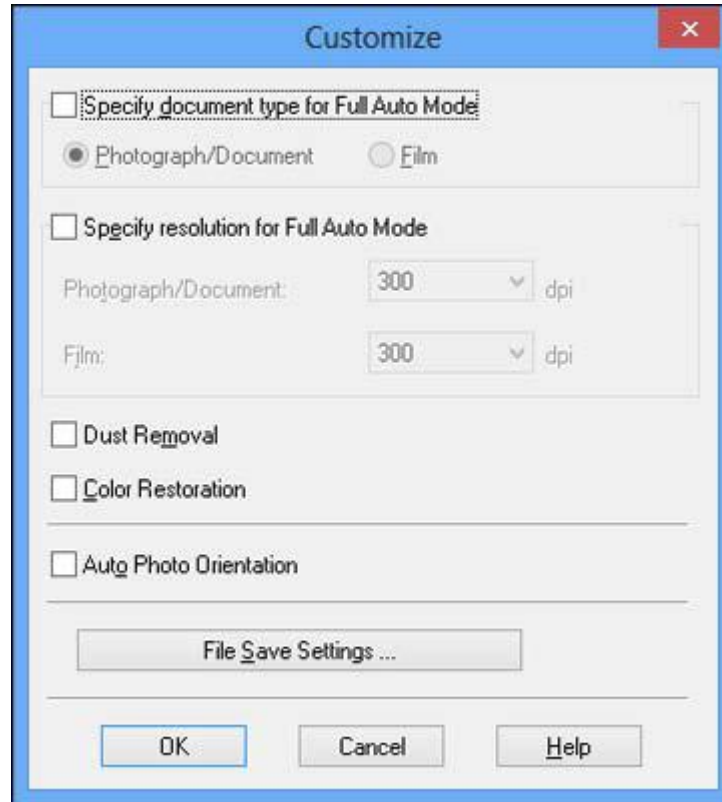 Customize
Specify document type for Full Auto Mode
Photograph/Document Film
Specify resolution for Full Auto Mode
Photograph/Document: 300 dpi
Film: 300 dpi
Dust Removal
Color Restoration
Auto Photo Orientation
File Save Settings ...
OK Cancel Help